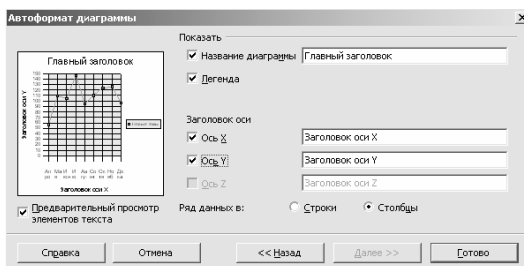 Автоформат диаграммы
Показать
Название диаграммы Главный заголовок
Легенда
Главный заголовок
Заголовок оси Y
Заголовок оси X
Заголовок оси
Ось X Заголовок оси X
Ось Y Заголовок оси Y
Ось Z Заголовок оси Z
Предварительный просмотр
элементов текста
Ряд данных в: Строки Столбцы
Справка Отмена << Назад Далее >> Готово